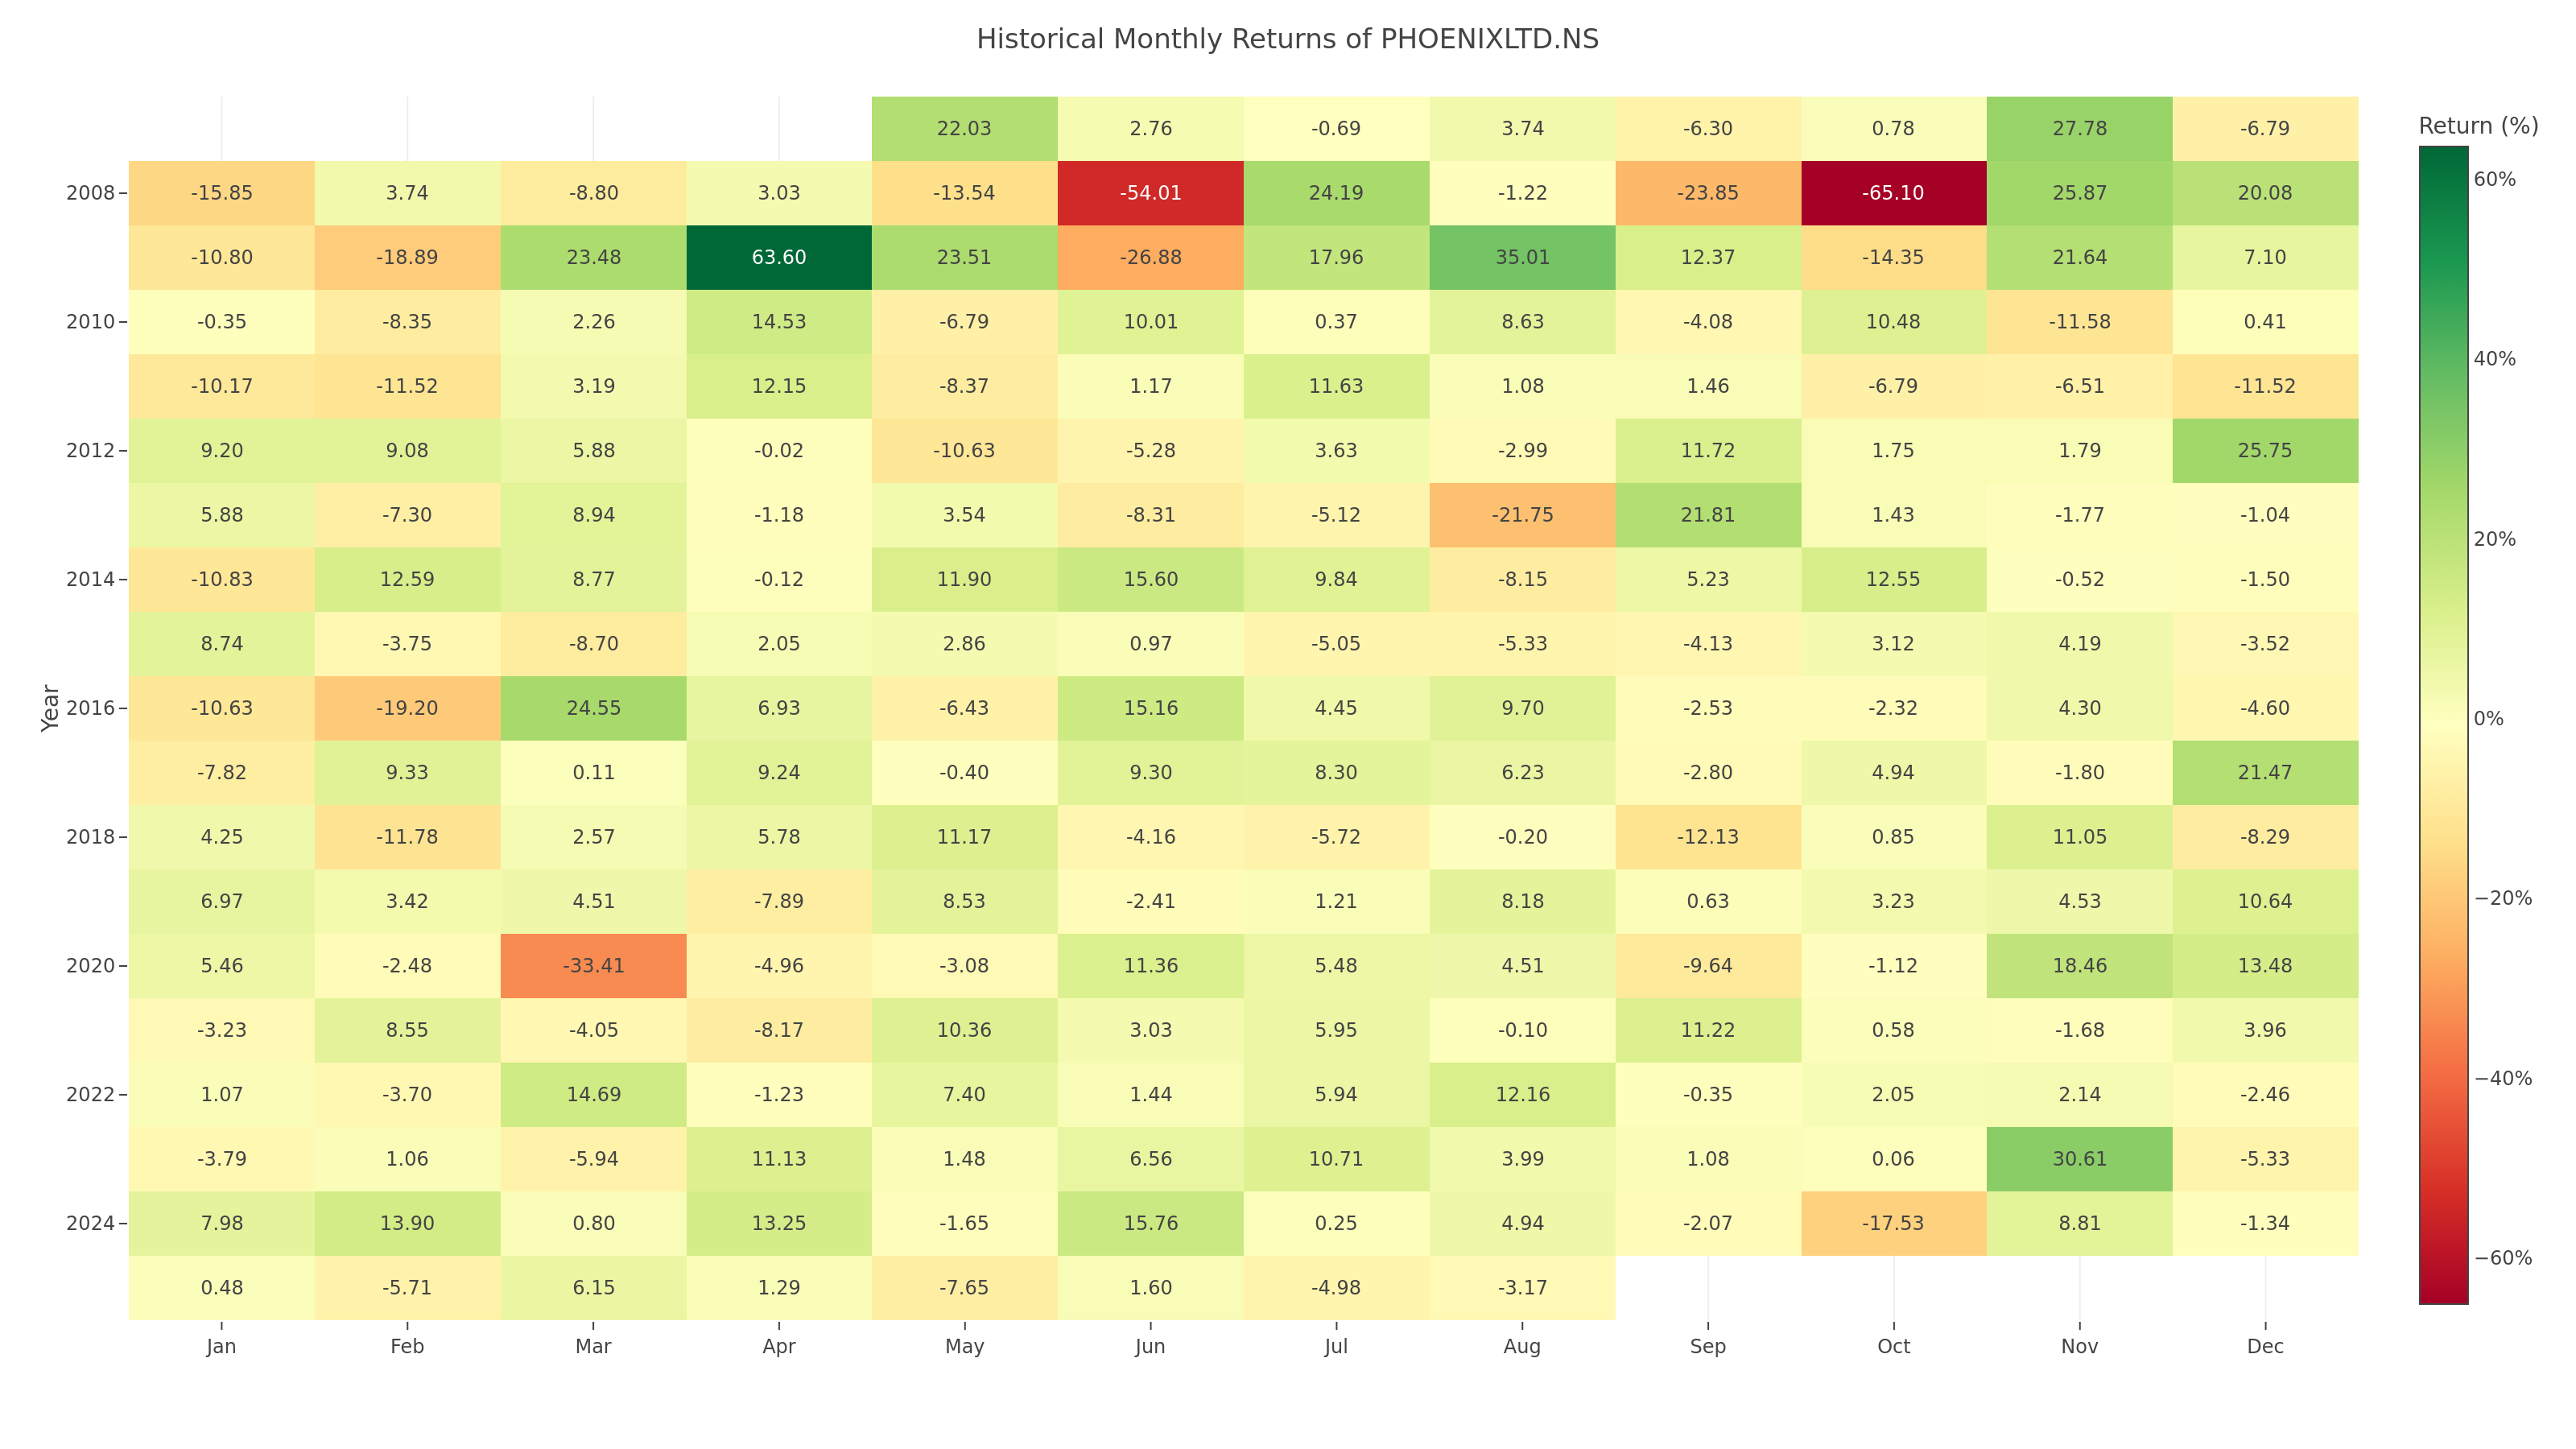 Historical Monthly Returns of PHOENIXLTD.NS
Return (%)
22.03 2.76 -0.69 3.74 -6.30 0.78 27.78 -6.79
60%
2008 -15.85 3.74 -8.80 3.03 -13.54 -54.01 24.19 -1.22 -23.85 -65.10 25.87 20.08
-10.80 -18.89 23.48 63.60 23.51 -26.88 17.96 35.01 12.37 -14.35 21.64 7.10
2010 -0.35 -8.35 2.26 14.53 -6.79 10.01 0.37 8.63 -4.08 10.48 -11.58 0.41
40%
-10.17 -11.52 3.19 12.15 -8.37 1.17 11.63 1.08 1.46 -6.79 -6.51 -11.52
2012 9.20 9.08 5.88 -0.02 -10.63 -5.28 3.63 -2.99 11.72 1.75 1.79 25.75
5.88 -7.30 8.94 -1.18 3.54 -8.31 -5.12 -21.75 21.81 1.43 -1.77 -1.04
20%
2014 -10.83 12.59 8.77 -0.12 11.90 15.60 9.84 -8.15 5.23 12.55 -0.52 -1.50
8.74 -3.75 -8.70 2.05 2.86 0.97 -5.05 -5.33 -4.13 3.12 4.19 -3.52
Year
2016 -10.63 -19.20 24.55 6.93 -6.43 15.16 4.45 9.70 -2.53 -2.32 4.30 -4.60
0%
-7.82 9.33 0.11 9.24 -0.40 9.30 8.30 6.23 -2.80 4.94 -1.80 21.47
2018 4.25 -11.78 2.57 5.78 11.17 -4.16 -5.72 -0.20 -12.13 0.85 11.05 -8.29
6.97 3.42 4.51 -7.89 8.53 -2.41 1.21 8.18 0.63 3.23 4.53 10.64
−20%
2020 5.46 -2.48 -33.41 -4.96 -3.08 11.36 5.48 4.51 -9.64 -1.12 18.46 13.48
-3.23 8.55 -4.05 -8.17 10.36 3.03 5.95 -0.10 11.22 0.58 -1.68 3.96
−40%
2022 1.07 -3.70 14.69 -1.23 7.40 1.44 5.94 12.16 -0.35 2.05 2.14 -2.46
-3.79 1.06 -5.94 11.13 1.48 6.56 10.71 3.99 1.08 0.06 30.61 -5.33
2024 7.98 13.90 0.80 13.25 -1.65 15.76 0.25 4.94 -2.07 -17.53 8.81 -1.34
−60%
0.48 -5.71 6.15 1.29 -7.65 1.60 -4.98 -3.17
Jan Feb Mar Apr May Jun Jul Aug Sep Oct Nov Dec